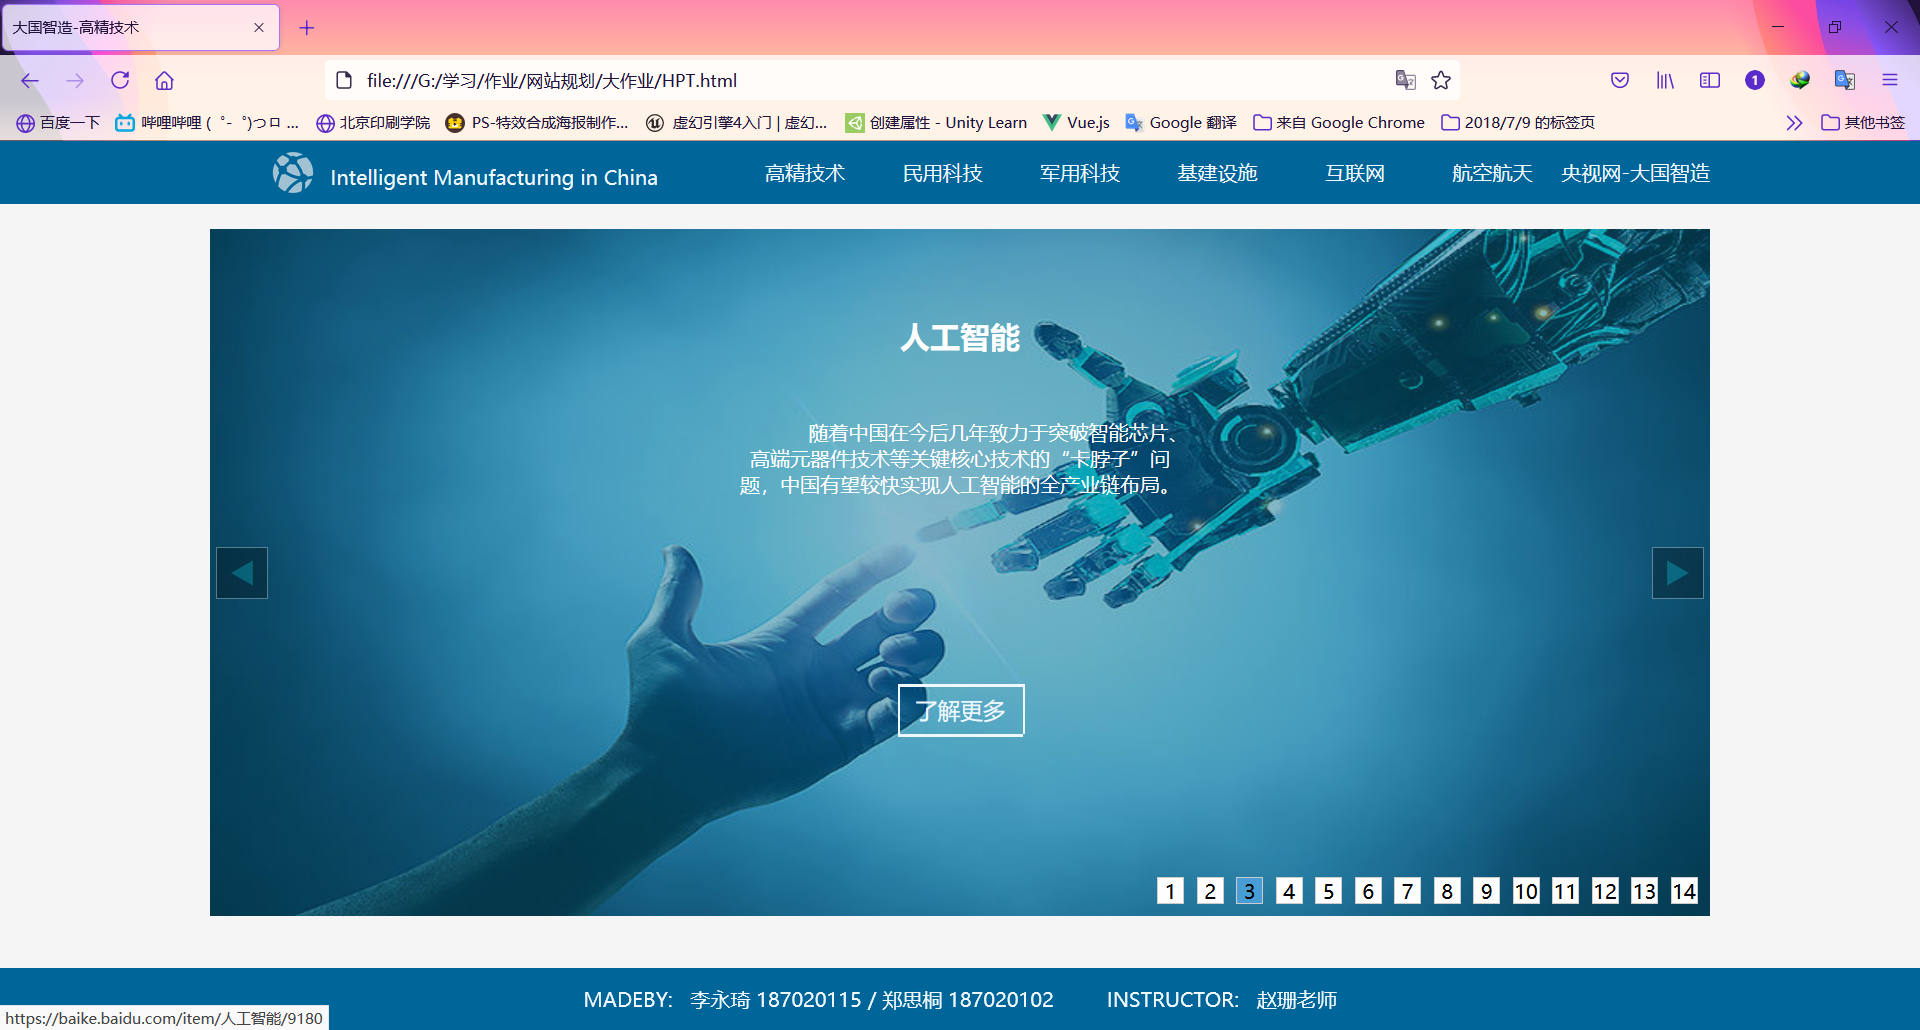 大国智造-高精技术
file:///G:/学习/作业/网站规划/大作业/HPT.html
1
百度一下
哔哩哔哩 (゜-゜)つロ ...
北京印刷学院
PS-特效合成海报制作...
虚幻引擎4入门 | 虚幻...
创建属性 - Unity Learn
Vue.js
Google 翻译
来自 Google Chrome
2018/7/9 的标签页
其他书签
Intelligent Manufacturing in China
高精技术
民用科技
军用科技
基建设施
互联网
航空航天
央视网-大国智造
人工智能
随着中国在今后几年致力于突破智能芯片、
高端元器件技术等关键核心技术的“卡脖子”问
题，中国有望较快实现人工智能的全产业链布局。
了解更多
1 2 3 4 5 6 7 8 9 10 11 12 13 14
MADEBY: 李永琦 187020115 / 郑思桐 187020102 INSTRUCTOR: 赵珊老师
https://baike.baidu.com/item/人工智能/9180